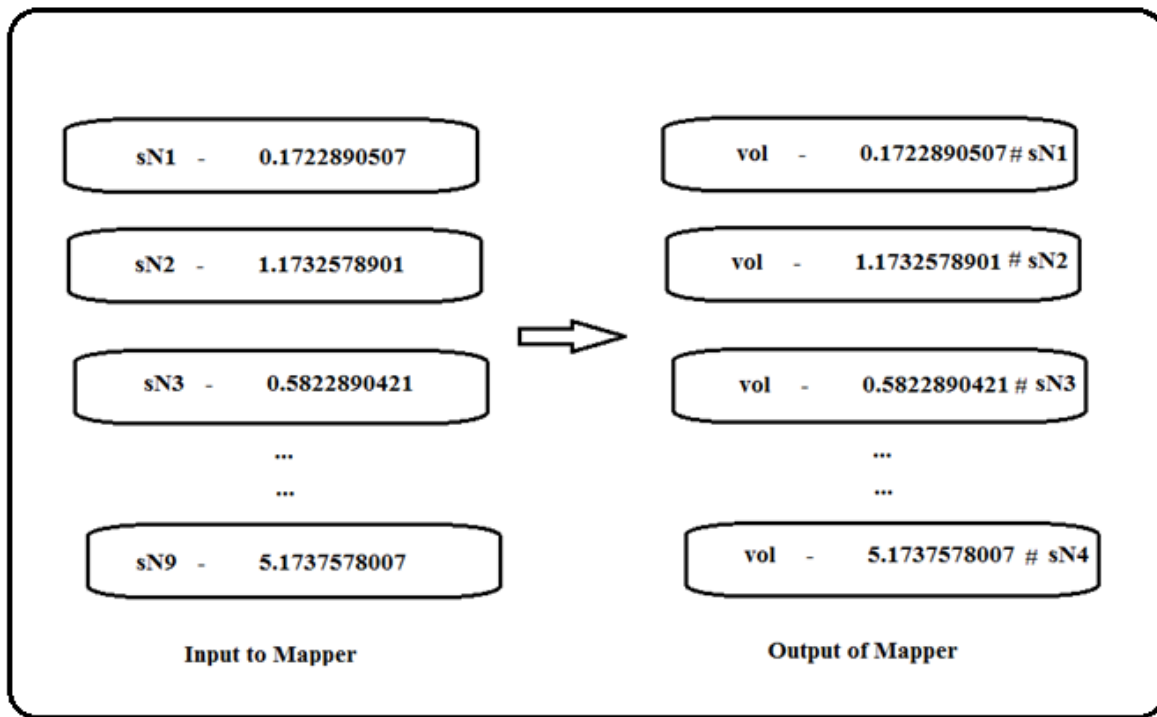 sN1 - 0.1722890507
vol - 0.1722890507 # sN1
sN2 - 1.1732578901
vol - 1.1732578901 # sN2
sN3 - 0.5822890421
vol - 0.5822890421 # sN3
...
...
...
...
sN9 - 5.1737578007
vol - 5.1737578007 # sN4
Input to Mapper
Output of Mapper